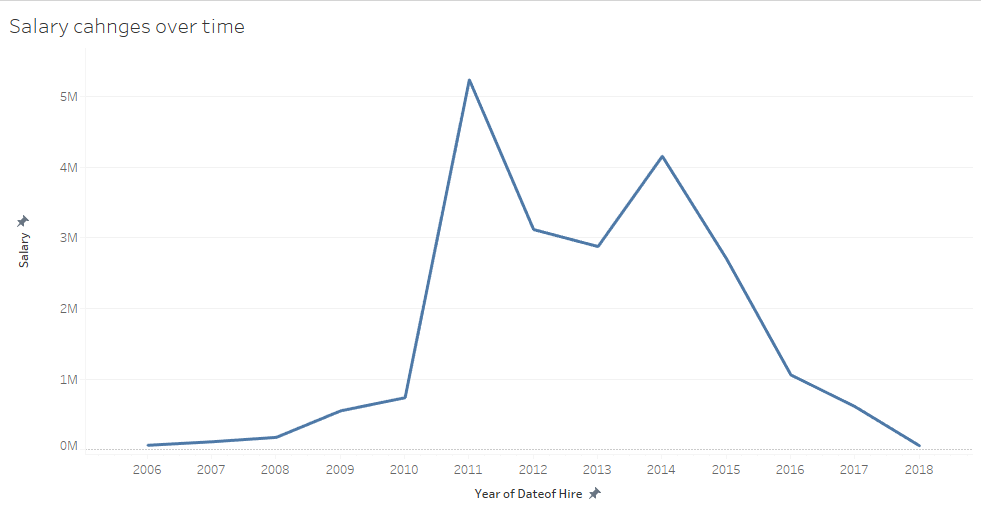 Salary cahnges over time
5M
4M
3M
2M
1M
0M
Salary
2006 2007 2008 2009 2010 2011 2012 2013 2014 2015 2016 2017 2018
Year of Dateof Hire